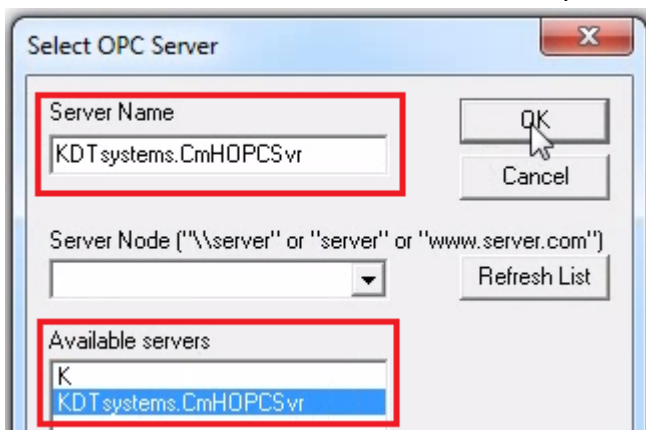 Select OPC Server
Server Name
OK
KDTsystems.CmHOPCSvr
Cancel
Server Node ("\\server" or "server" or "www.server.com")
Refresh List
Available servers
K
KDTsystems.CmHOPCSvr